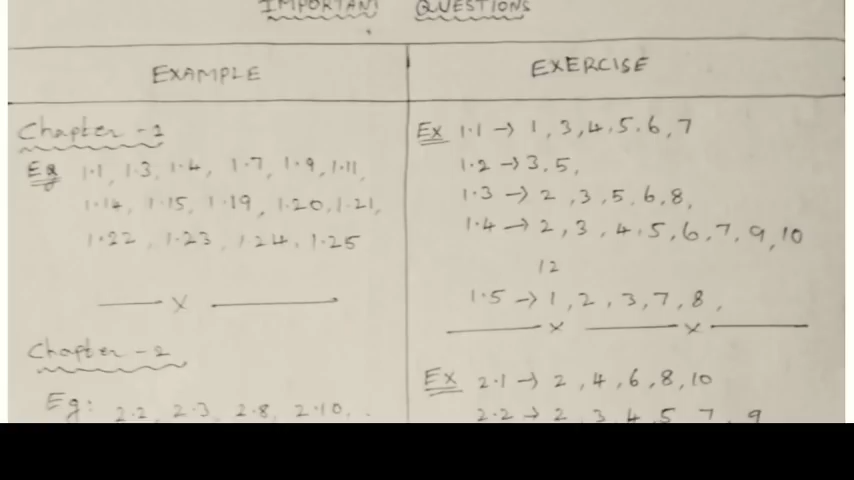 IMPORTANT QUESTIONS
EXAMPLE
EXERCISE
Chapter - 1
Eg 1.1, 1.3, 1.4, 1.7, 1.9, 1.11,
1.14, 1.15, 1.19, 1.20, 1.21,
1.22, 1.23, 1.24, 1.25
x
Chapter - 2
Eg: 2.2, 2.3, 2.8, 2.10, .
Ex 1.1 → 1, 3, 4, 5, 6, 7
1.2 → 3, 5,
1.3 → 2, 3, 5, 6, 8,
1.4 → 2, 3, 4, 5, 6, 7, 9, 10
12
1.5 → 1, 2, 3, 7, 8,
x x
Ex 2.1 → 2, 4, 6, 8, 10
2.2 → 2, 3, 4, 5, 7, 9